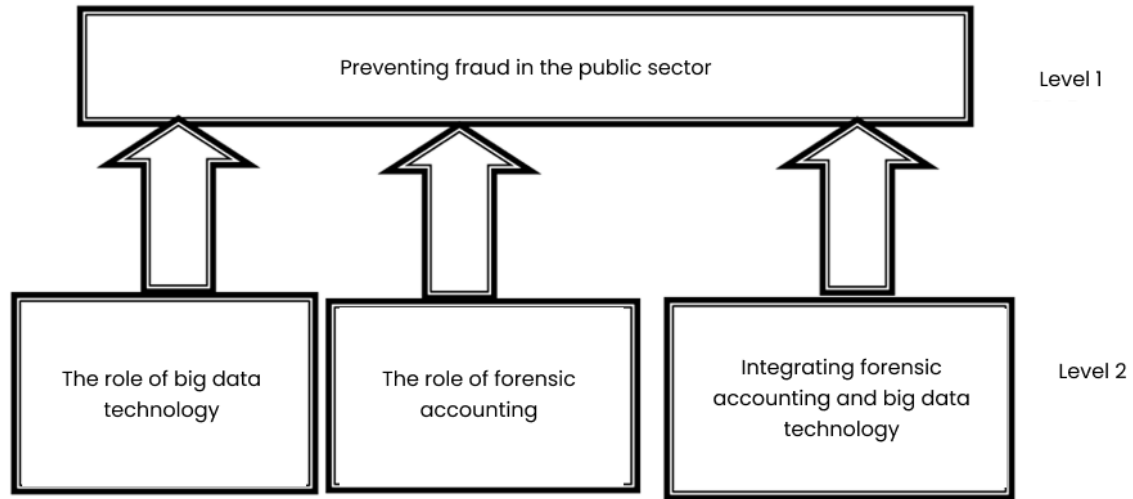 Preventing fraud in the public sector
Level 1
The role of big data
technology
The role of forensic
accounting
Integrating forensic
accounting and big data
technology
Level 2